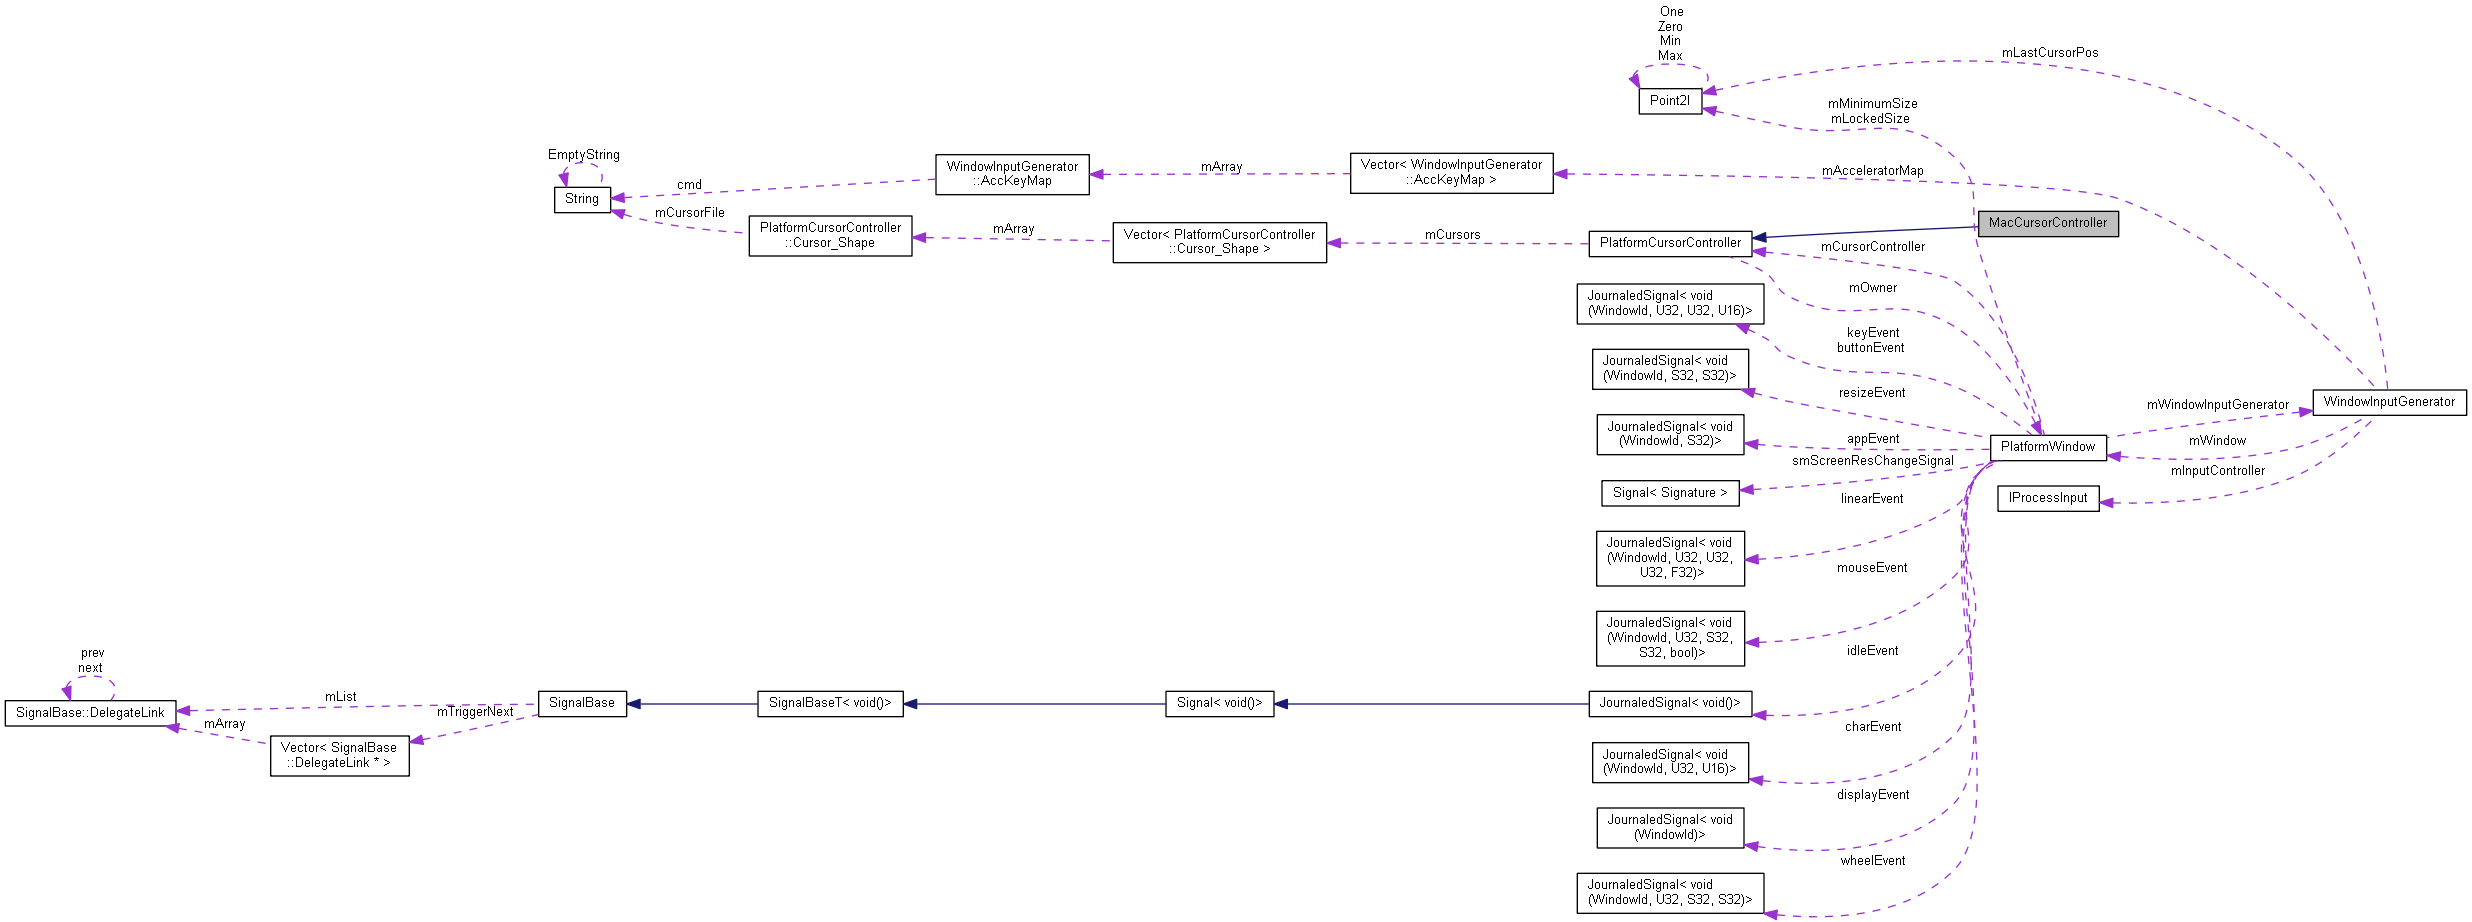 One
Zero
Min
Max
mLastCursorPos
Point2I
mMinimumSize
mLockedSize
EmptyString
String
cmd
WindowInputGenerator
::AccKeyMap
mArray
Vector< WindowInputGenerator
::AccKeyMap >
mAcceleratorMap
mCursorFile
PlatformCursorController
::Cursor_Shape
mArray
Vector< PlatformCursorController
::Cursor_Shape >
mCursors
PlatformCursorController
MacCursorController
mCursorController
mOwner
JournaledSignal< void
(WindowId, U32, U32, U16)>
keyEvent
buttonEvent
JournaledSignal< void
(WindowId, S32, S32)>
resizeEvent
WindowInputGenerator
mWindowInputGenerator
JournaledSignal< void
(WindowId, S32)>
appEvent
PlatformWindow
mWindow
smScreenResChangeSignal
mInputController
Signal< Signature >
IProcessInput
linearEvent
JournaledSignal< void
(WindowId, U32, U32,
U32, F32)>
mouseEvent
JournaledSignal< void
(WindowId, U32, S32,
S32, bool)>
idleEvent
prev
next
SignalBase::DelegateLink
mList
mArray
Vector< SignalBase
::DelegateLink * >
mTriggerNext
SignalBase
SignalBaseT< void()>
Signal< void()>
JournaledSignal< void()>
charEvent
JournaledSignal< void
(WindowId, U32, U16)>
displayEvent
JournaledSignal< void
(WindowId)>
wheelEvent
JournaledSignal< void
(WindowId, U32, S32, S32)>